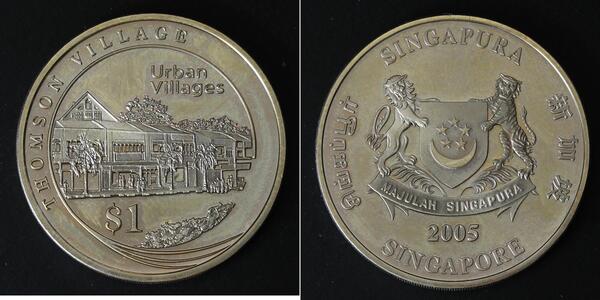 THOMSON VILLAGE
Urban
Villages
$1
SINGAPURA
சிங்கப்பூர்
新加坡
MAJULAH SINGAPURA
2005
SINGAPORE